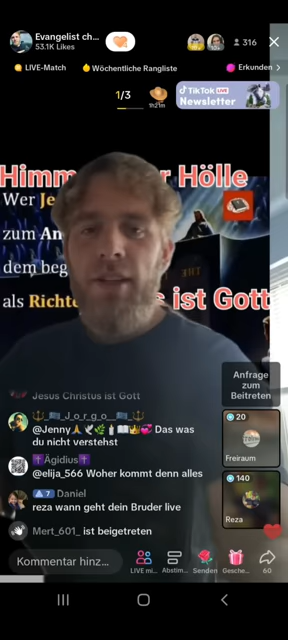 Evangelist ch...
53.1K Likes
316
LIVE-Match
Wöchentliche Rangliste
Erkunden
1/3
TikTok LIVE
Newsletter
Hölle
Wer Je
zum An
dem beg
als Richt
ist Gott
Jesus Christus ist Gott
_J_o_r_g_o_
@Jenny Das was
du nicht verstehst
Ägidius
@elija_566 Woher kommt denn alles
7 Daniel
reza wann geht dein Bruder live
Mert_601_ ist beigetreten
Anfrage
zum
Beitreten
20
Freiraum
140
Reza
Kommentar hinz...
LIVE mi...
Abstim...
Senden
Gesche...
60